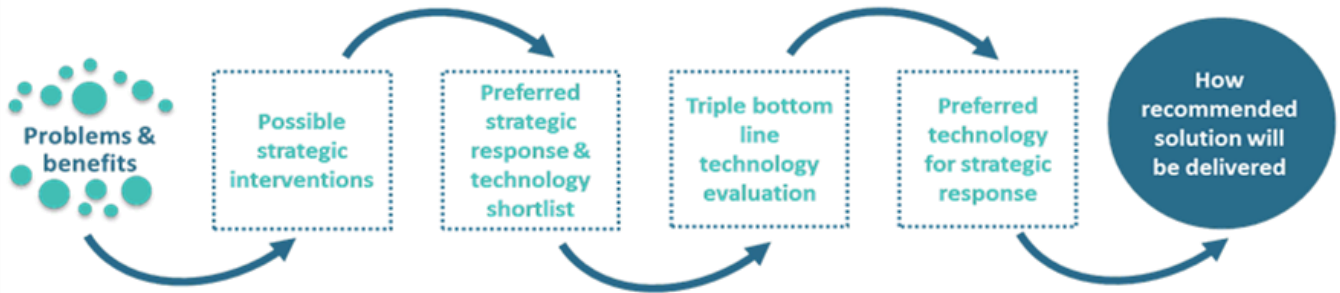 Problems &
benefits
Possible
strategic
interventions
Preferred
strategic
response &
technology
shortlist
Triple bottom
line
technology
evaluation
Preferred
technology
for strategic
response
How
recommended
solution will
be delivered